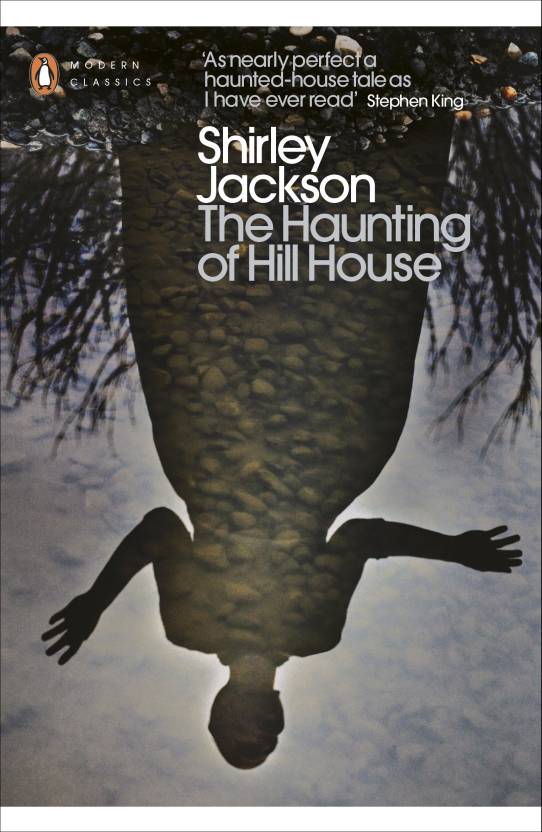 MODERN
CLASSICS
‘As nearly perfect a
haunted-house tale as
I have ever read’ Stephen King
Shirley
Jackson
The Haunting
of Hill House